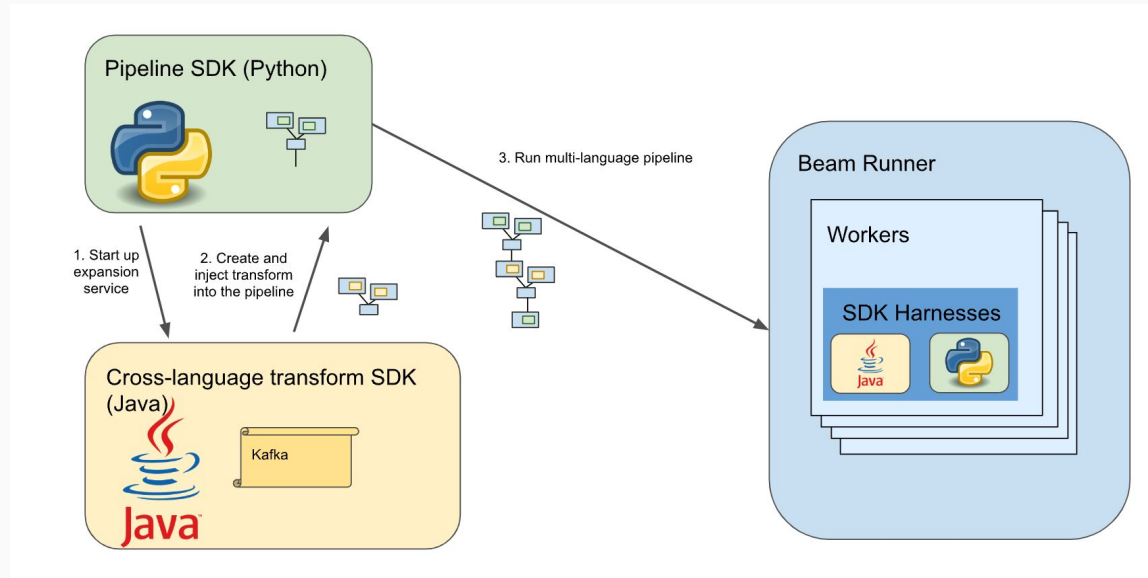 Pipeline SDK (Python)
1. Start up
expansion
service
2. Create and
inject transform
into the pipeline
3. Run multi-language pipeline
Cross-language transform SDK
(Java)
Java
Kafka
Beam Runner
Workers
SDK Harnesses
Java